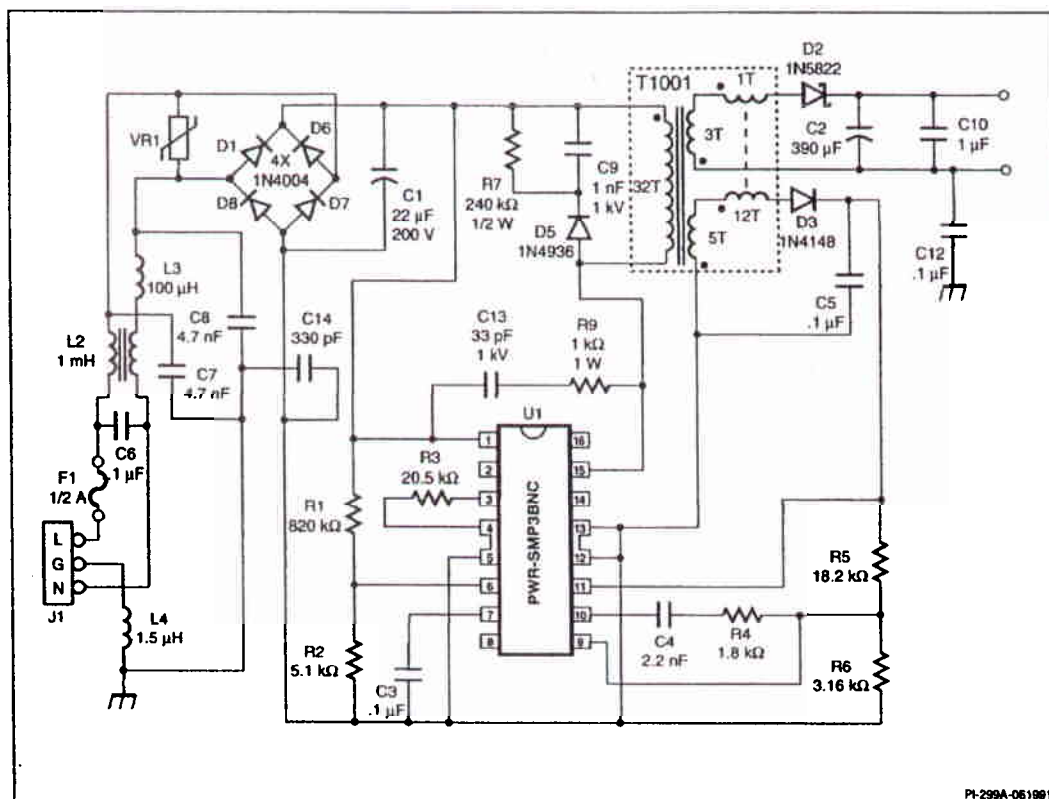 D2
1N5822
T1001
1T
VR1
D1
D6
4X
1N4004
D8
D7
C1
22 µF
200 V
R7
240 kΩ
1/2 W
C9
1 nF
1 kV
D5
1N4936
32T
3T
5T
12T
C2
390 µF
C10
1 µF
D3
1N4148
C12
.1 µF
C5
.1 µF
L3
100 µH
L2
1 mH
C8
4.7 nF
C7
4.7 nF
C14
330 pF
C13
33 pF
1 kV
R9
1 kΩ
1 W
C6
.1 µF
F1
1/2 A
L
G
N
J1
L4
1.5 µH
R3
20.5 kΩ
R1
820 kΩ
R2
5.1 kΩ
C3
.1 µF
U1
PWR-SMP3BNC
1
2
3
4
5
6
7
8
16
15
14
13
12
11
10
9
C4
2.2 nF
R4
1.8 kΩ
R5
18.2 kΩ
R6
3.16 kΩ
PI-299A-061991